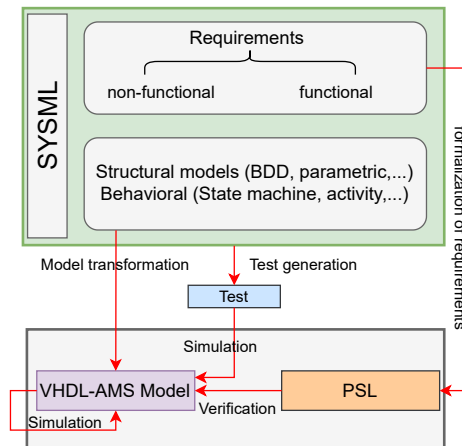 SYSML
Requirements
non-functional
functional
Structural models (BDD, parametric,...)
Behavioral (State machine, activity,...)
formalization of requirements
Model transformation
Test generation
Test
Simulation
VHDL-AMS Model
PSL
Verification
Simulation